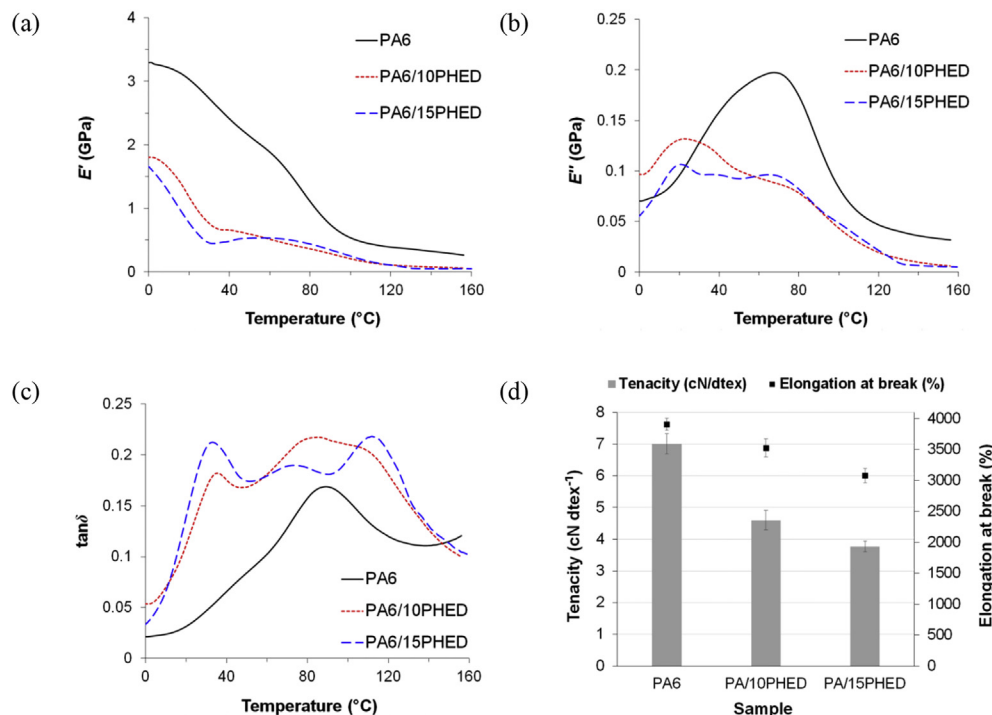 (a)
PA6
PA6/10PHED
PA6/15PHED
4
3
2
1
0
E' (GPa)
0 40 80 120 160
Temperature (°C)
(b)
PA6
PA6/10PHED
PA6/15PHED
0.25
0.2
0.15
0.1
0.05
0
E'' (GPa)
0 40 80 120 160
Temperature (°C)
(c)
0.25
0.2
0.15
0.1
0.05
0
tanδ
PA6
PA6/10PHED
PA6/15PHED
0 40 80 120 160
Temperature (°C)
(d)
Tenacity (cN/dtex) Elongation at break (%)
8
7
6
5
4
3
2
1
0
Tenacity (cN dtex⁻¹)
4000
3500
3000
2500
2000
1500
1000
500
0
Elongation at break (%)
PA6 PA/10PHED PA/15PHED
Sample